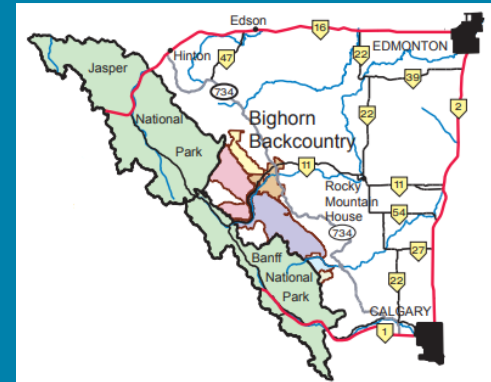 Edson
16
EDMONTON
Hinton
47
22
Jasper
39
734
2
National
Bighorn
Backcountry
22
Park
11
Rocky
Mountain
House
11
54
734
27
Banff
National
Park
22
CALGARY
1